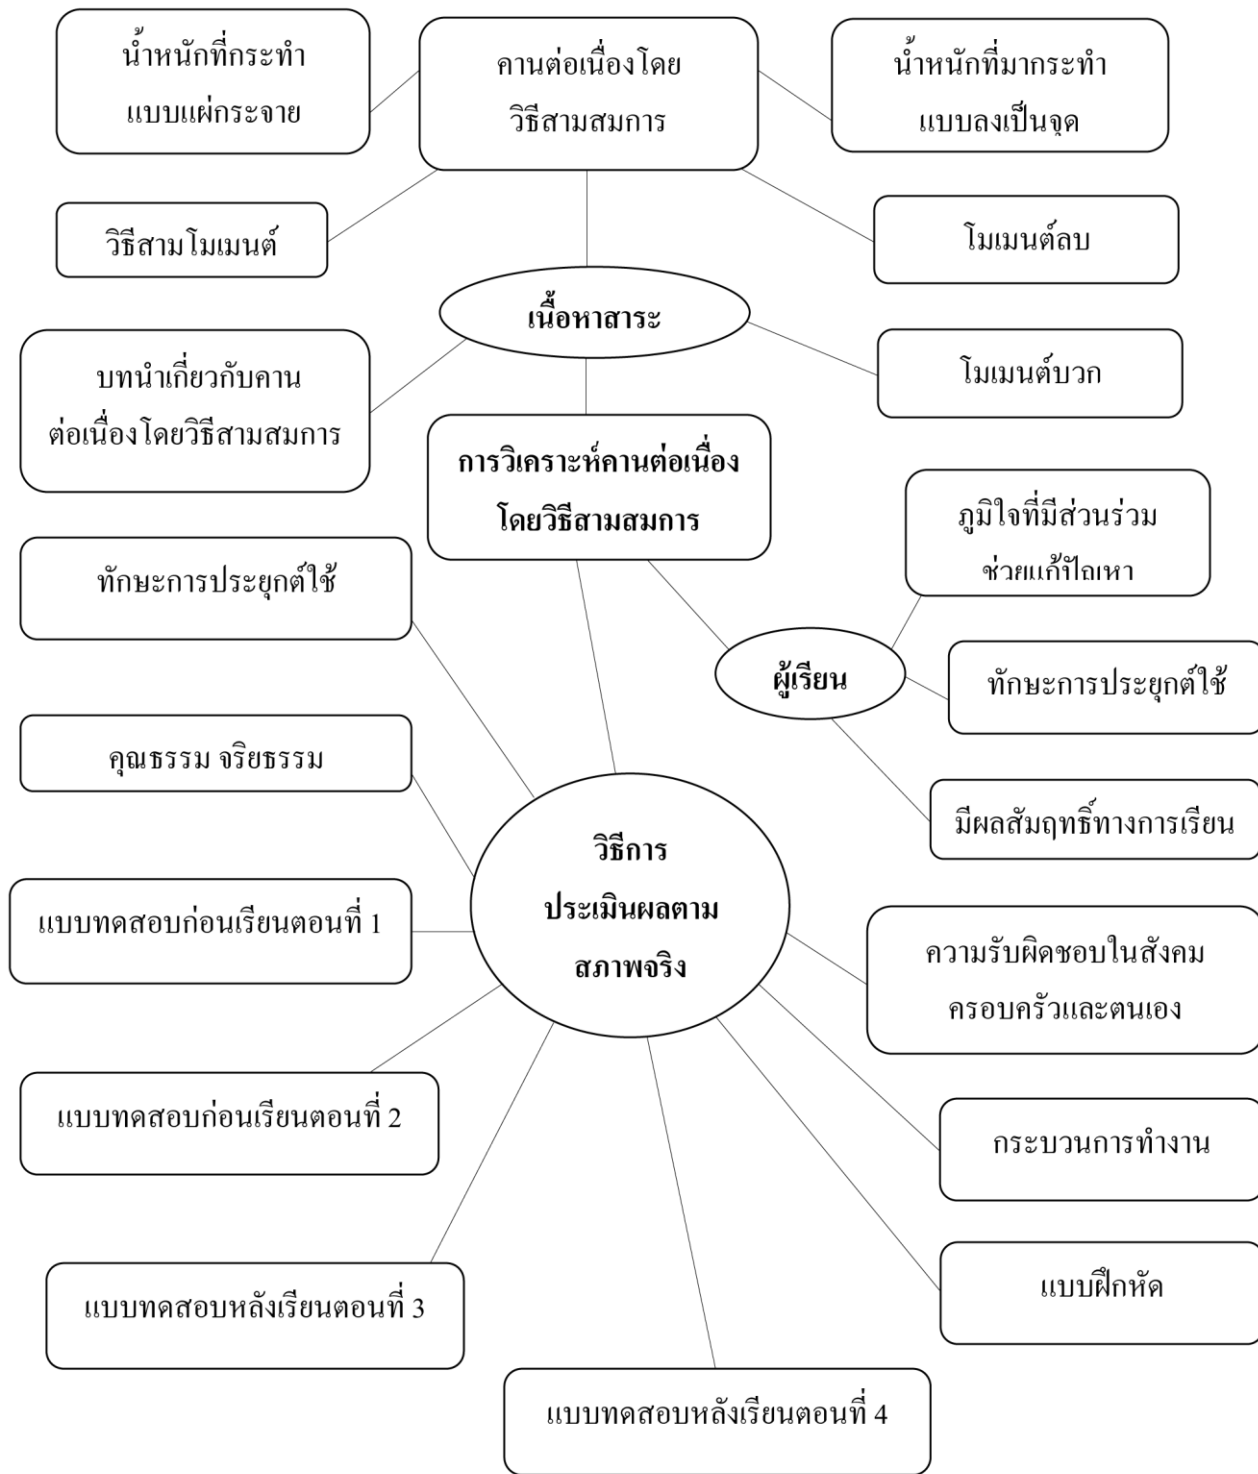 น้ำหนักที่กระทำ
แบบแผ่กระจาย
คานต่อเนื่องโดย
วิธีสามสมการ
น้ำหนักที่มากระทำ
แบบลงเป็นจุด
วิธีสามโมเมนต์
โมเมนต์ลบ
เนื้อหาสาระ
บทนำเกี่ยวกับคาน
ต่อเนื่องโดยวิธีสามสมการ
โมเมนต์บวก
การวิเคราะห์คานต่อเนื่อง
โดยวิธีสามสมการ
ภูมิใจที่มีส่วนร่วม
ช่วยแก้ปัญหา
ทักษะการประยุกต์ใช้
ผู้เรียน
ทักษะการประยุกต์ใช้
คุณธรรม จริยธรรม
มีผลสัมฤทธิ์ทางการเรียน
วิธีการ
ประเมินผลตาม
สภาพจริง
แบบทดสอบก่อนเรียนตอนที่ 1
ความรับผิดชอบในสังคม
ครอบครัวและตนเอง
แบบทดสอบก่อนเรียนตอนที่ 2
กระบวนการทำงาน
แบบทดสอบหลังเรียนตอนที่ 3
แบบฝึกหัด
แบบทดสอบหลังเรียนตอนที่ 4